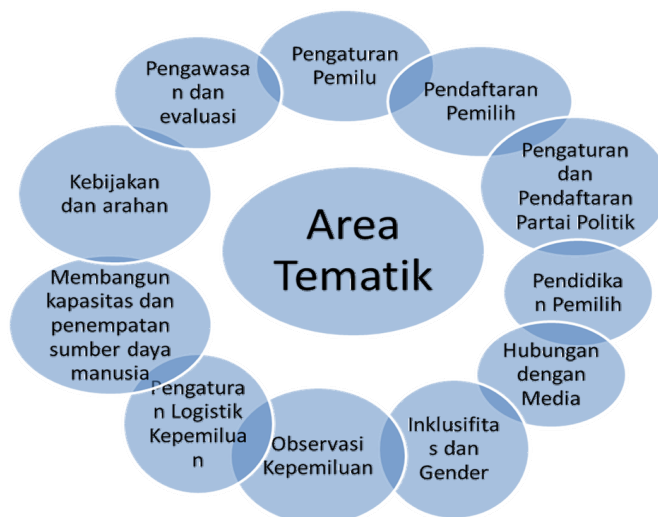 Pengaturan
Pemilu
Pendaftaran
Pemilih
Pengaturan
dan
Pendaftaran
Partai Politik
Pendidika
n Pemilih
Hubungan
dengan
Media
Inklusifita
s dan
Gender
Observasi
Kepemiluan
Pengatura
n Logistik
Kepemilua
n
Membangun
kapasitas dan
penempatan
sumber daya
manusia
Kebijakan
dan arahan
Pengawasa
n dan
evaluasi
Area
Tematik